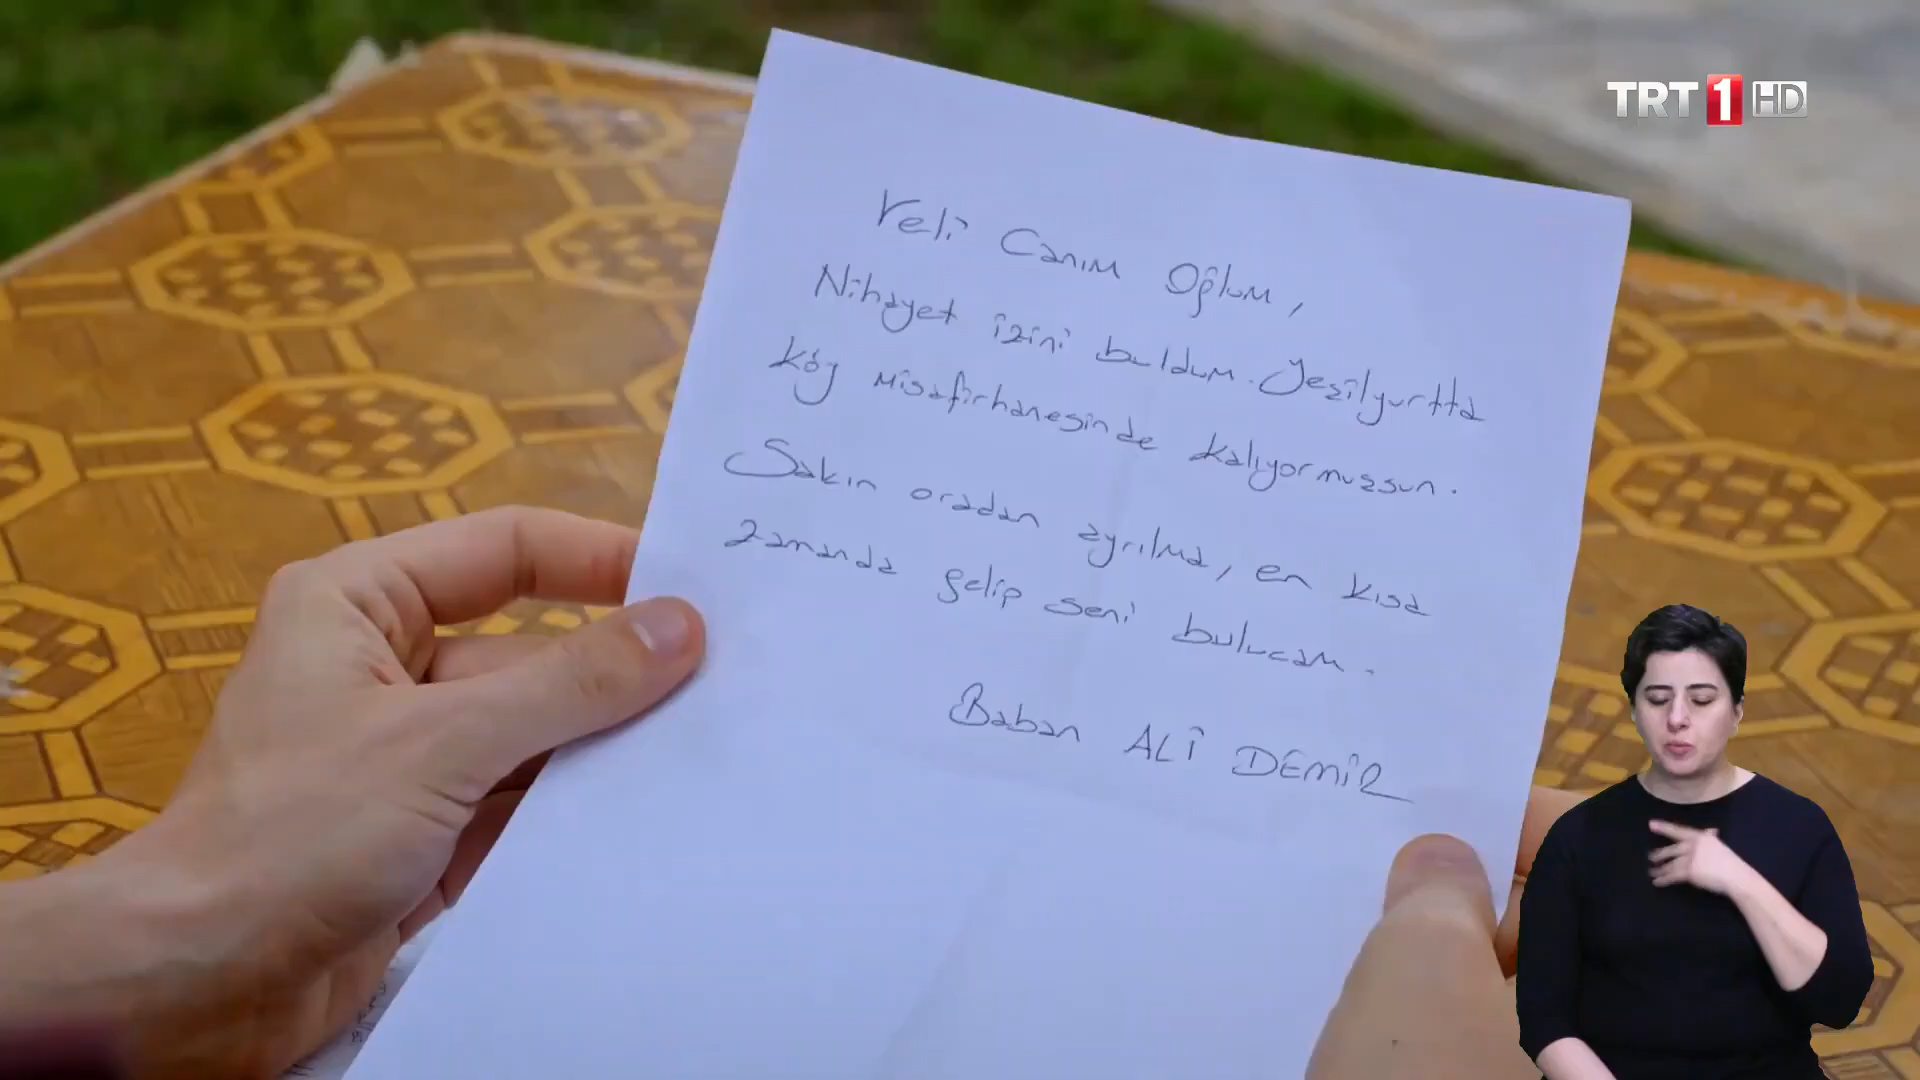 TRT 1 HD
Veli Canım Oğlum,
Nihayet izini buldum. Yeşilyurtta
köy misafirhanesinde kalıyormuşsun.
Sakın oradan ayrılma, en kısa
zamanda gelip seni bulucam.
Baban ALİ DEMİR